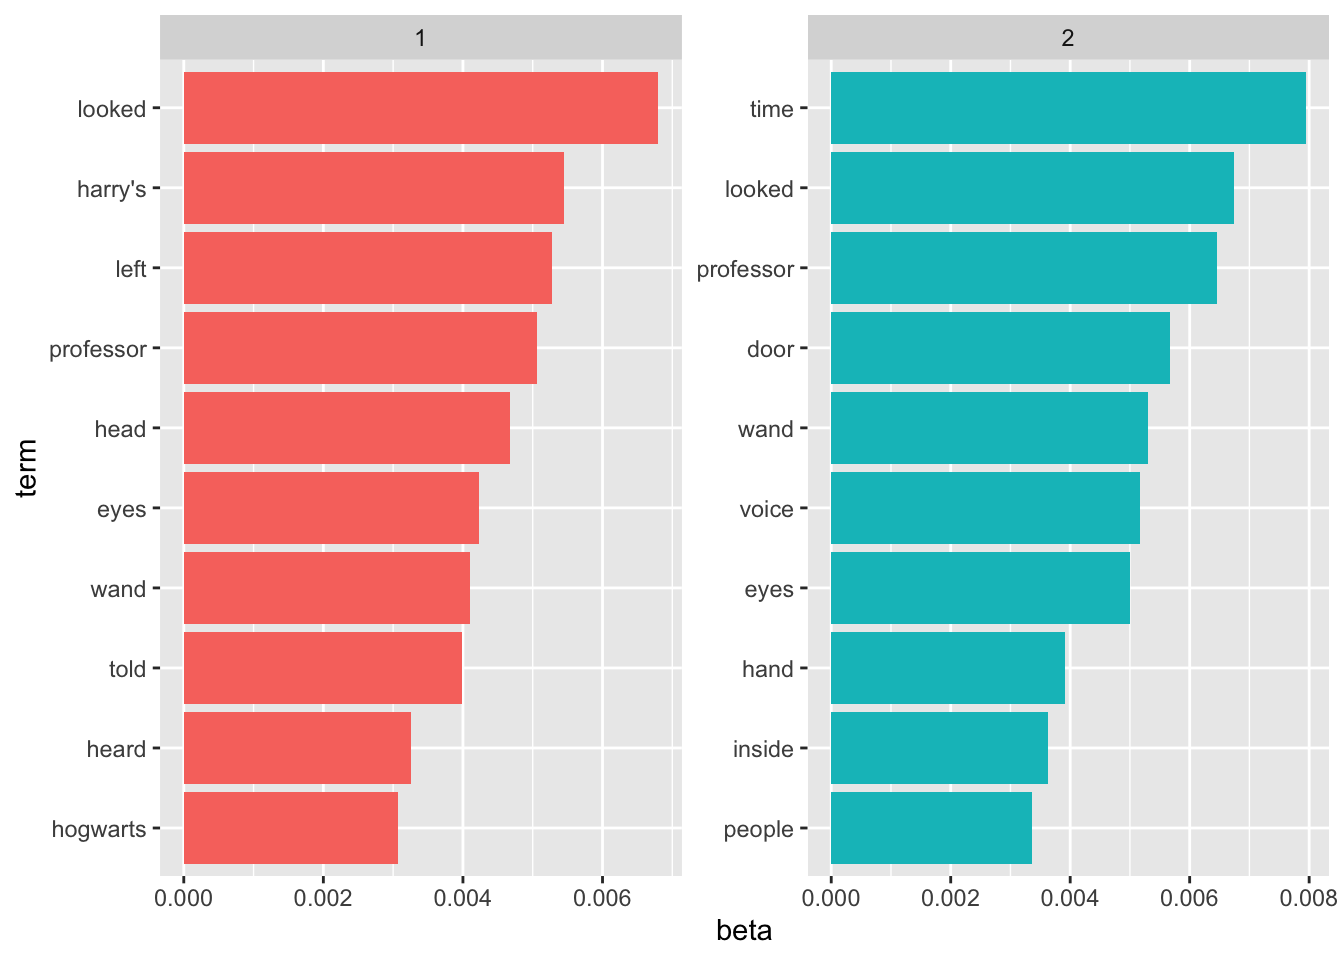 1
looked
harry's
left
professor
head
eyes
wand
told
heard
hogwarts
0.000 0.002 0.004 0.006
2
time
looked
professor
door
wand
voice
eyes
hand
inside
people
0.000 0.002 0.004 0.006 0.008
term
beta